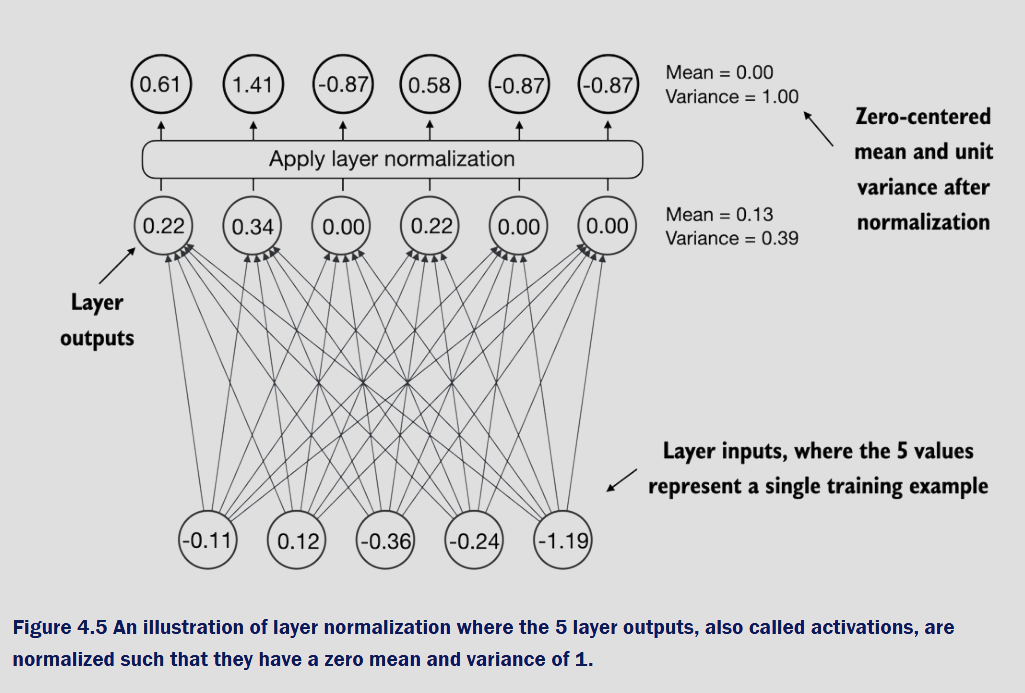 0.61 1.41 -0.87 0.58 -0.87 -0.87
Mean = 0.00
Variance = 1.00
Zero-centered
mean and unit
variance after
normalization
Apply layer normalization
0.22 0.34 0.00 0.22 0.00 0.00
Mean = 0.13
Variance = 0.39
Layer
outputs
Layer inputs, where the 5 values
represent a single training example
-0.11 0.12 -0.36 -0.24 -1.19
Figure 4.5 An illustration of layer normalization where the 5 layer outputs, also called activations, are
normalized such that they have a zero mean and variance of 1.